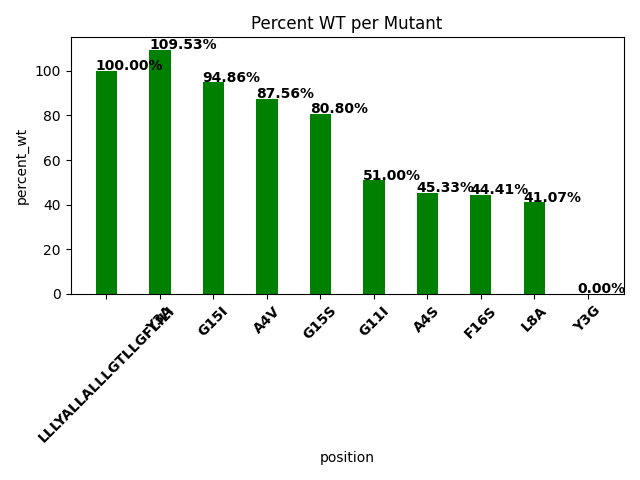 Percent WT per Mutant
109.53%
100.00%
94.86%
87.56%
80.80%
51.00%
45.33%
44.41%
41.07%
0.00%
100
80
60
40
20
0
percent_wt
Y3A
G15I
A4V
G15S
G11I
A4S
F16S
L8A
Y3G
position